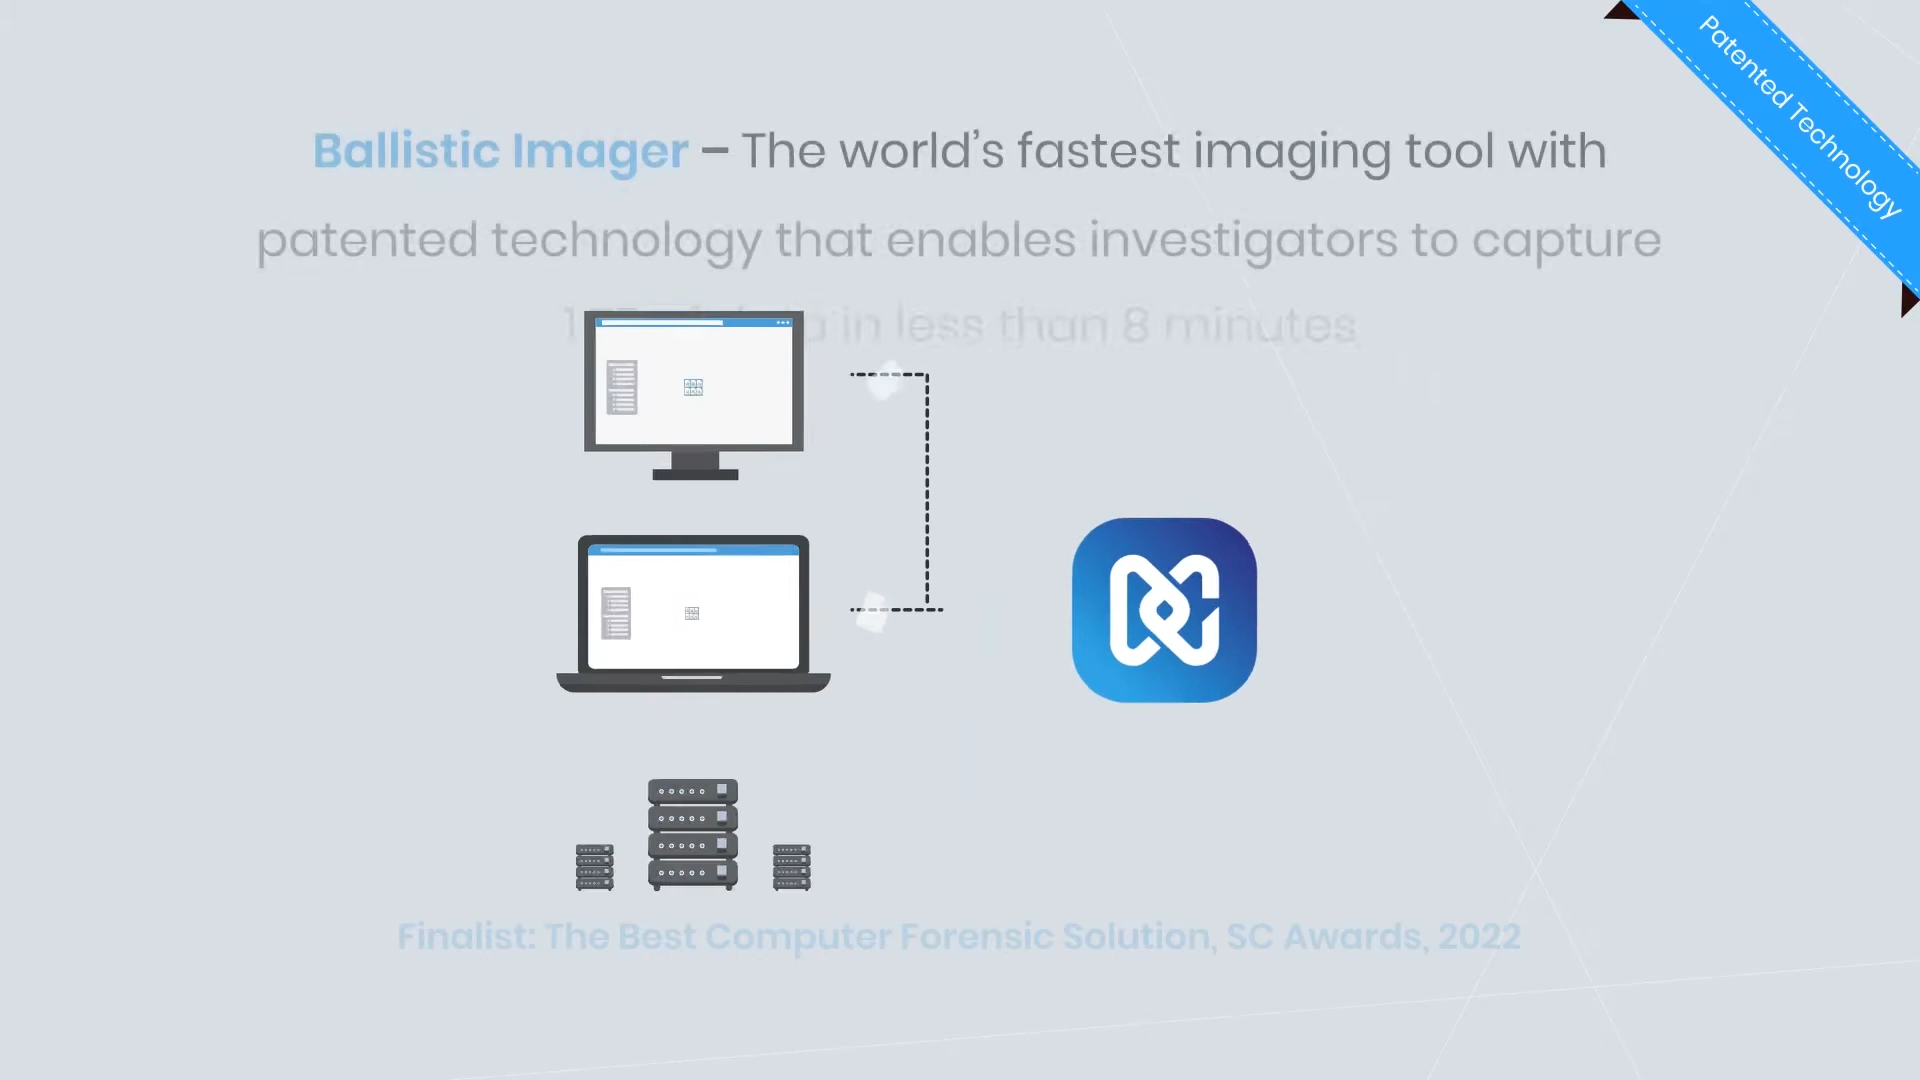 Patented Technology
Ballistic Imager – The world's fastest imaging tool with
patented technology that enables investigators to capture
in less than 8 minutes
Finalist: The Best Computer Forensic Solution, SC Awards, 2022